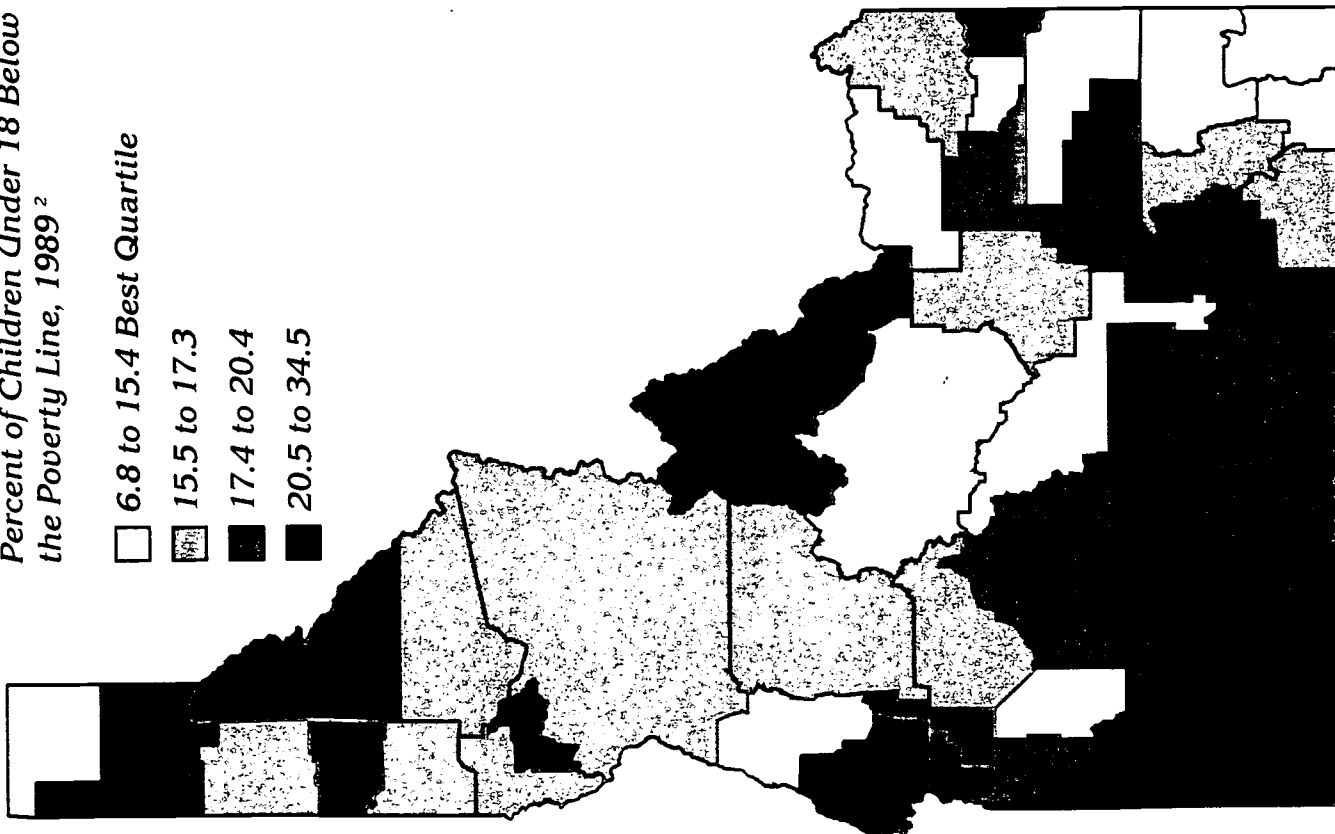 Percent of Children Under 18 Below
the Poverty Line, 1989 ²
6.8 to 15.4 Best Quartile
15.5 to 17.3
17.4 to 20.4
20.5 to 34.5